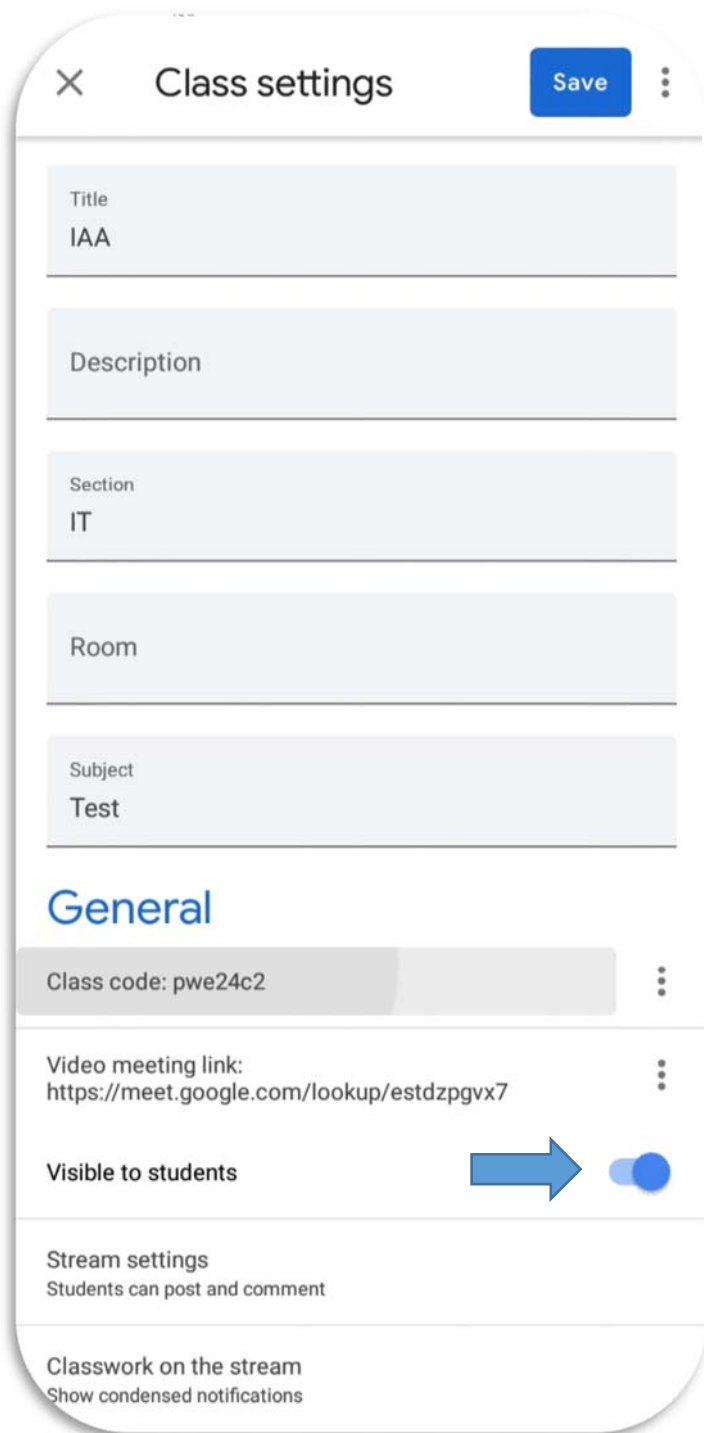 Class settings
Save
Title
IAA
Description
Section
IT
Room
Subject
Test
General
Class code: pwe24c2
Video meeting link:
https://meet.google.com/lookup/estdzpgvx7
Visible to students
Stream settings
Students can post and comment
Classwork on the stream
Show condensed notifications